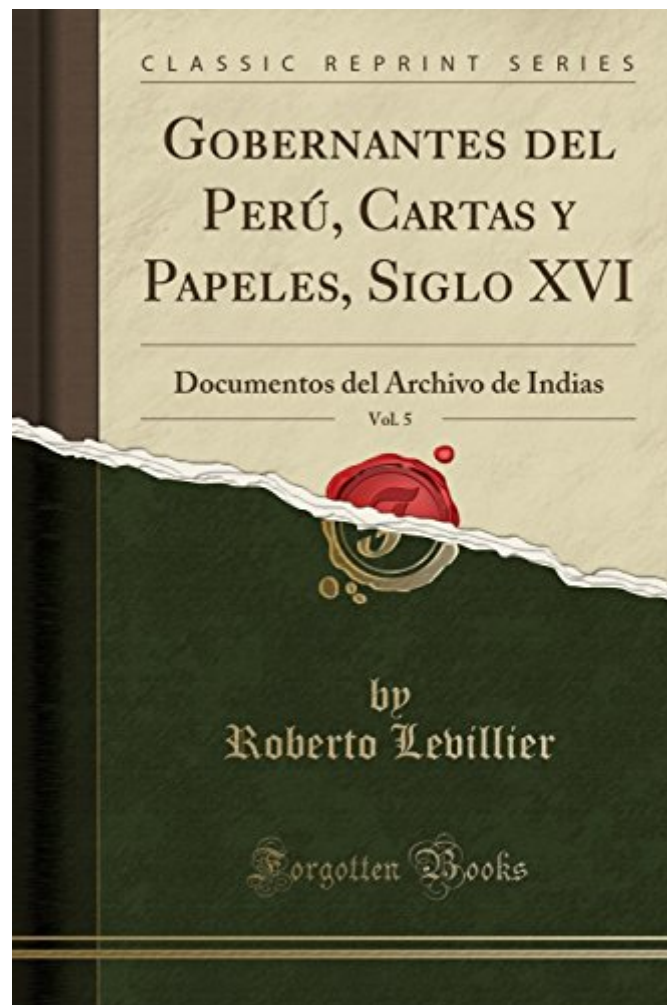 CLASSIC REPRINT SERIES
GOBERNANTES DEL
PERÚ, CARTAS Y
PAPELES, SIGLO XVI
Documentos del Archivo de Indias
Vol. 5
by
Roberto Levillier
Forgotten Books